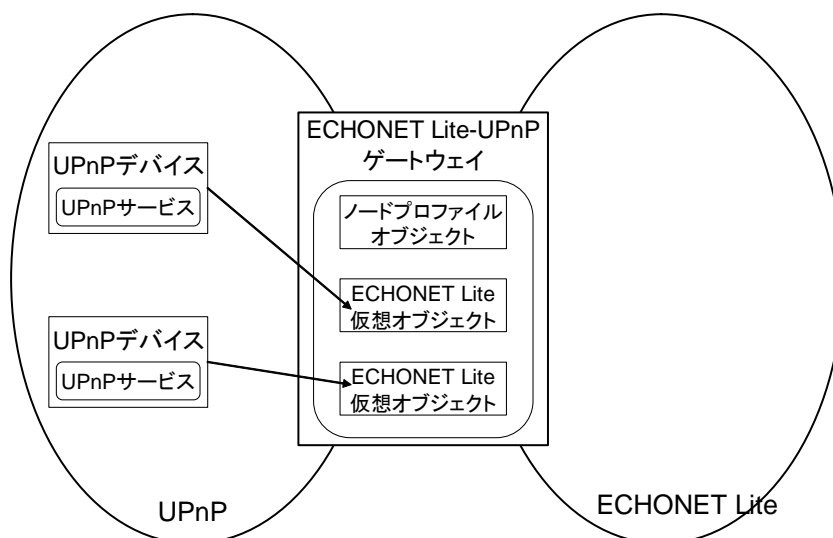 ECHONET Lite-UPnP
ゲートウェイ
UPnPデバイス
UPnPサービス
ノードプロファイル
オブジェクト
ECHONET Lite
仮想オブジェクト
UPnPデバイス
UPnPサービス
ECHONET Lite
仮想オブジェクト
UPnP
ECHONET Lite